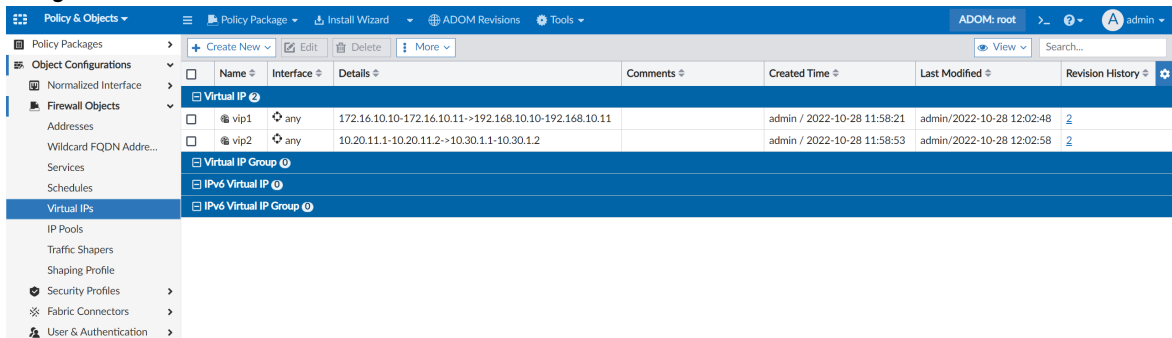 Policy & Objects Policy Package Install Wizard ADOM Revisions Tools ADOM: root >_ ? A admin
Policy Packages + Create New Edit Delete More View Search...
Object Configurations Name Interface Details Comments Created Time Last Modified Revision History
Normalized Interface Virtual IP 2
Firewall Objects
Addresses vip1 any 172.16.10.10-172.16.10.11->192.168.10.10-192.168.10.11 admin / 2022-10-28 11:58:21 admin/2022-10-28 12:02:48 2
Wildcard FQDN Addre... vip2 any 10.20.11.1-10.20.11.2->10.30.1.1-10.30.1.2 admin / 2022-10-28 11:58:53 admin/2022-10-28 12:02:58 2
Services Virtual IP Group 0
Schedules IPv6 Virtual IP 0
Virtual IPs IPv6 Virtual IP Group 0
IP Pools
Traffic Shapers
Shaping Profile
Security Profiles
Fabric Connectors
User & Authentication